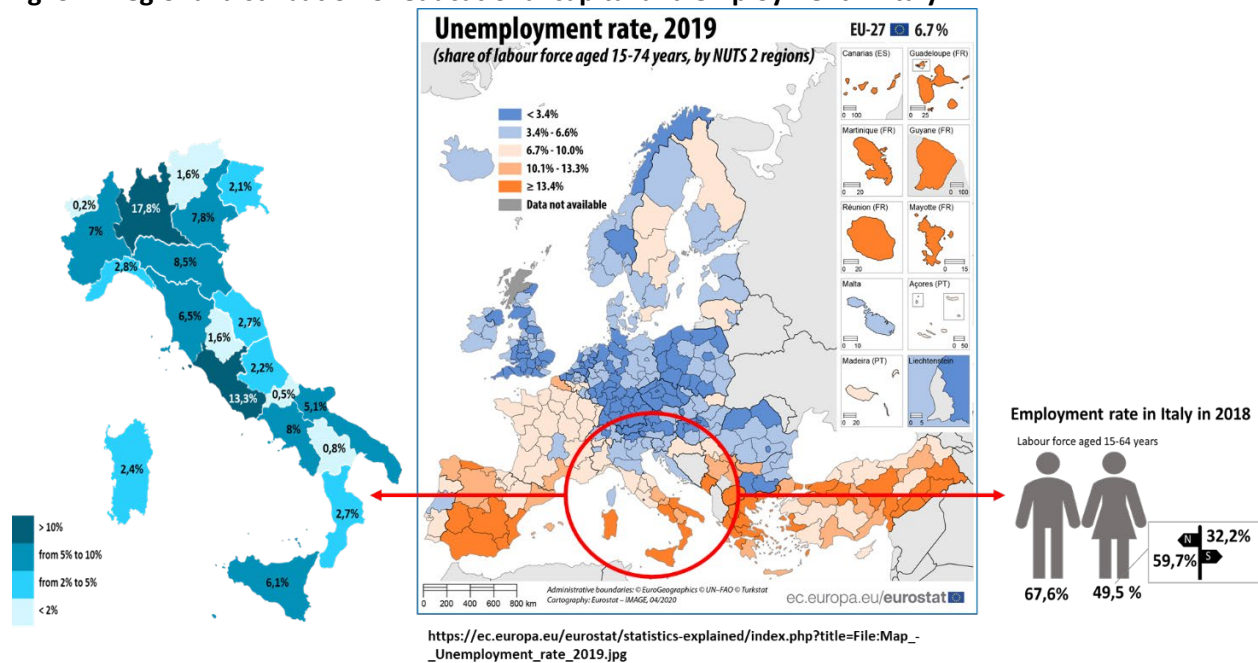 educational capital and employment in Italy
Unemployment rate, 2019
EU-27 6.7%
(share of labour force aged 15-74 years, by NUTS 2 regions)
< 3.4%
3.4% - 6.6%
6.7% - 10.0%
10.1% - 13.3%
≥ 13.4%
Data not available
Canarias (ES)
0 100
Guadeloupe (FR)
0 25
Martinique (FR)
0 20
Guyane (FR)
0 100
Réunion (FR)
0 20
Mayotte (FR)
0 15
Malta
0 10
Açores (PT)
0 50
Madeira (PT)
0 20
Liechtenstein
0 5
1,6%
2,1%
0,2%
17,8%
7,8%
7%
8,5%
2,8%
6,5%
2,7%
1,6%
2,2%
13,3%
0,5%
5,1%
8%
0,8%
2,4%
2,7%
6,1%
> 10%
from 5% to 10%
from 2% to 5%
< 2%
0 200 400 600 800 km
Administrative boundaries: © EuroGeographics © UN–FAO © Turkstat
Cartography: Eurostat – IMAGE, 04/2020
ec.europa.eu/eurostat
https://ec.europa.eu/eurostat/statistics-explained/index.php?title=File:Map_-
_Unemployment_rate_2019.jpg
Employment rate in Italy in 2018
Labour force aged 15-64 years
N 32,2%
59,7% S
67,6%
49,5 %